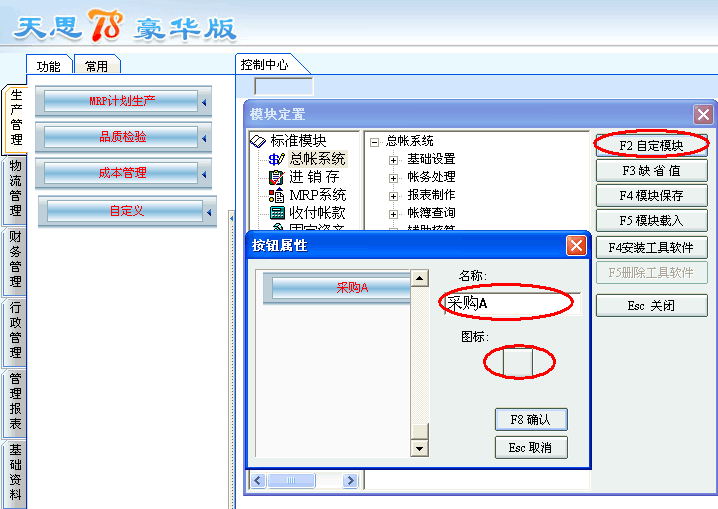 天思T8豪华版
功能
常用
控制中心
生产管理
物流管理
财务管理
行政管理
管理报表
基础资料
MRP计划生产
品质检验
成本管理
自定义
模块定置
标准模块
总帐系统
进 销 存
MRP系统
收付帐款
固定资产
总帐系统
基础设置
帐务处理
报表制作
帐簿查询
辅助核算
F2 自定模块
F3 缺 省 值
F4 模块保存
F5 模块载入
F4安装工具软件
F5删除工具软件
Esc 关闭
按钮属性
采购A
名称:
采购A
图标:
F8 确认
Esc 取消